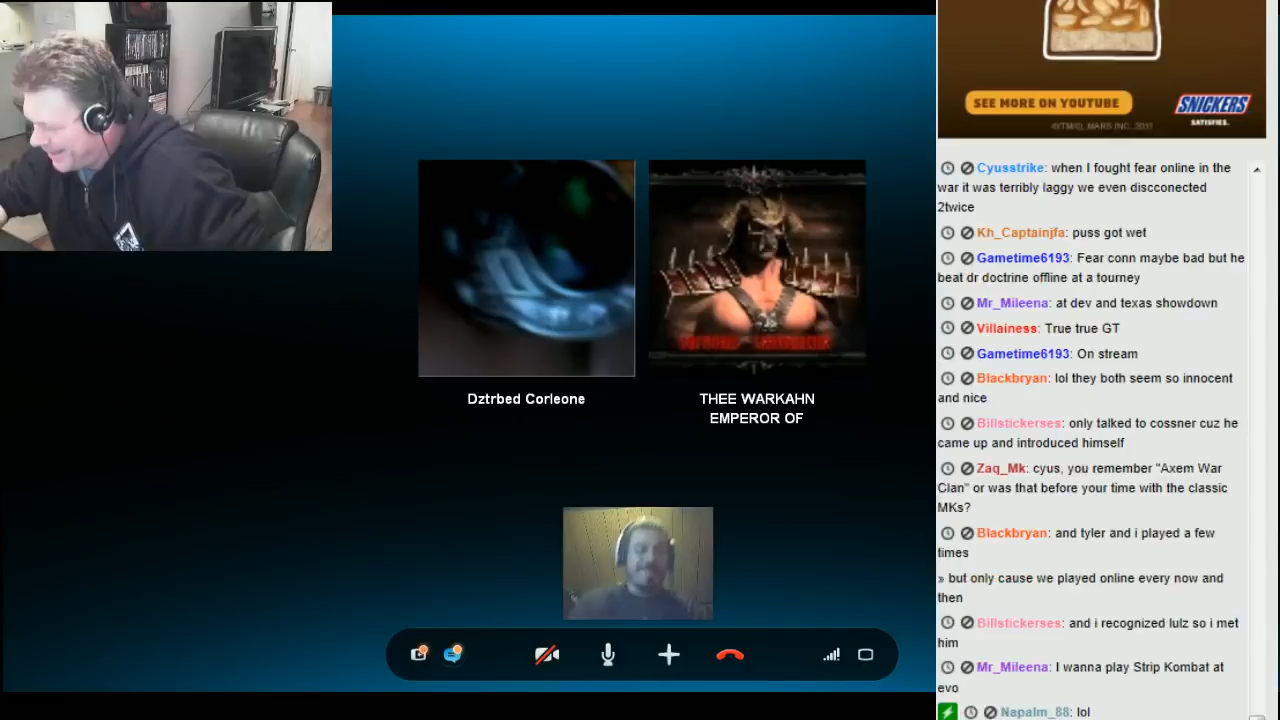 SEE MORE ON YOUTUBE
SNICKERS
SATISFIES.
Cyusstrike: when I fought fear online in the
war it was terribly laggy we even discconected
2twice
Kh_Captainjfa: puss got wet
Gametime6193: Fear conn maybe bad but he
beat dr doctrine offline at a tourney
Mr_Mileena: at dev and texas showdown
Villainess: True true GT
Gametime6193: On stream
Blackbryan: lol they both seem so innocent
and nice
Billstickerses: only talked to cossner cuz he
came up and introduced himself
Zaq_Mk: cyus, you remember "Axem War
Clan" or was that before your time with the classic
MKs?
Blackbryan: and tyler and i played a few
times
» but only cause we played online every now and
then
Billstickerses: and i recognized lulz so i met
him
Mr_Mileena: I wanna play Strip Kombat at
evo
Napalm_88: lol
Dztrbed Corleone
THEE WARKAHN
EMPEROR OF